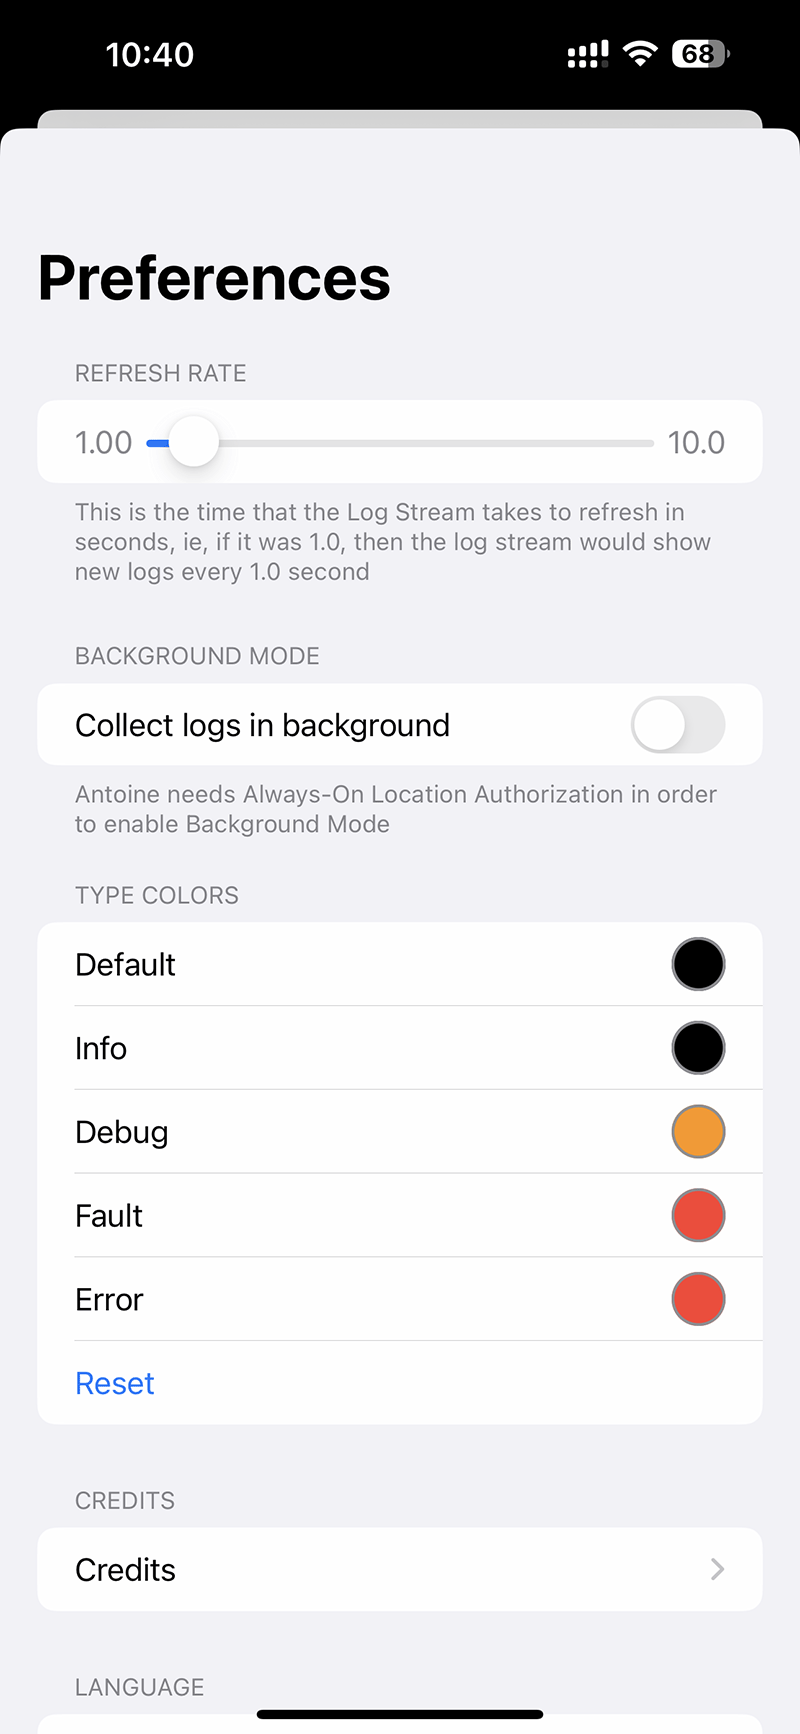 10:40
68
Preferences
REFRESH RATE
1.00
10.0
This is the time that the Log Stream takes to refresh in
seconds, ie, if it was 1.0, then the log stream would show
new logs every 1.0 second
BACKGROUND MODE
Collect logs in background
Antoine needs Always-On Location Authorization in order
to enable Background Mode
TYPE COLORS
Default
Info
Debug
Fault
Error
Reset
CREDITS
Credits
LANGUAGE